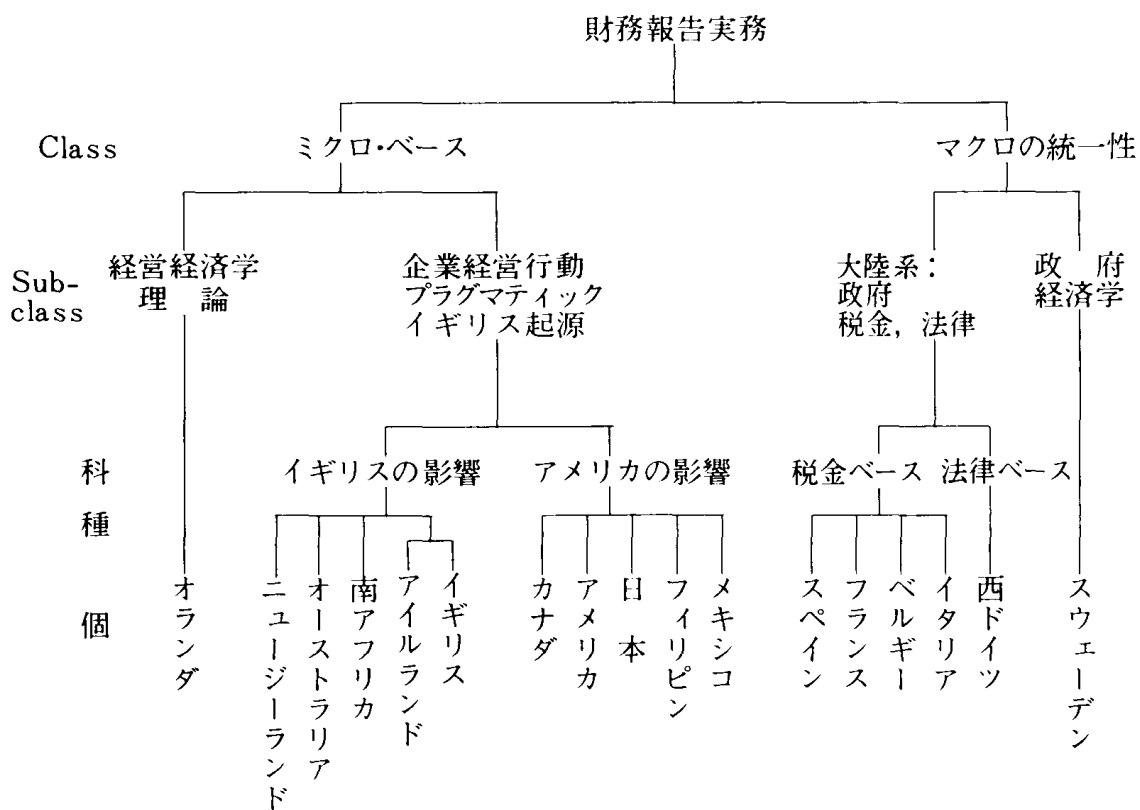 財務報告実務
Class
ミクロ・ベース
マクロの統一性
Sub-
class
経営経済学
理論
企業経営行動
プラグマティック
イギリス起源
大陸系:
政府
税金,法律
政府
経済学
科
イギリスの影響
アメリカの影響
税金ベース
法律ベース
種
個
オランダ
ニュージーランド
オーストラリア
南アフリカ
アイルランド
イギリス
カナダ
アメリカ
日本
フィリピン
メキシコ
スペイン
フランス
ベルギー
イタリア
西ドイツ
スウェーデン